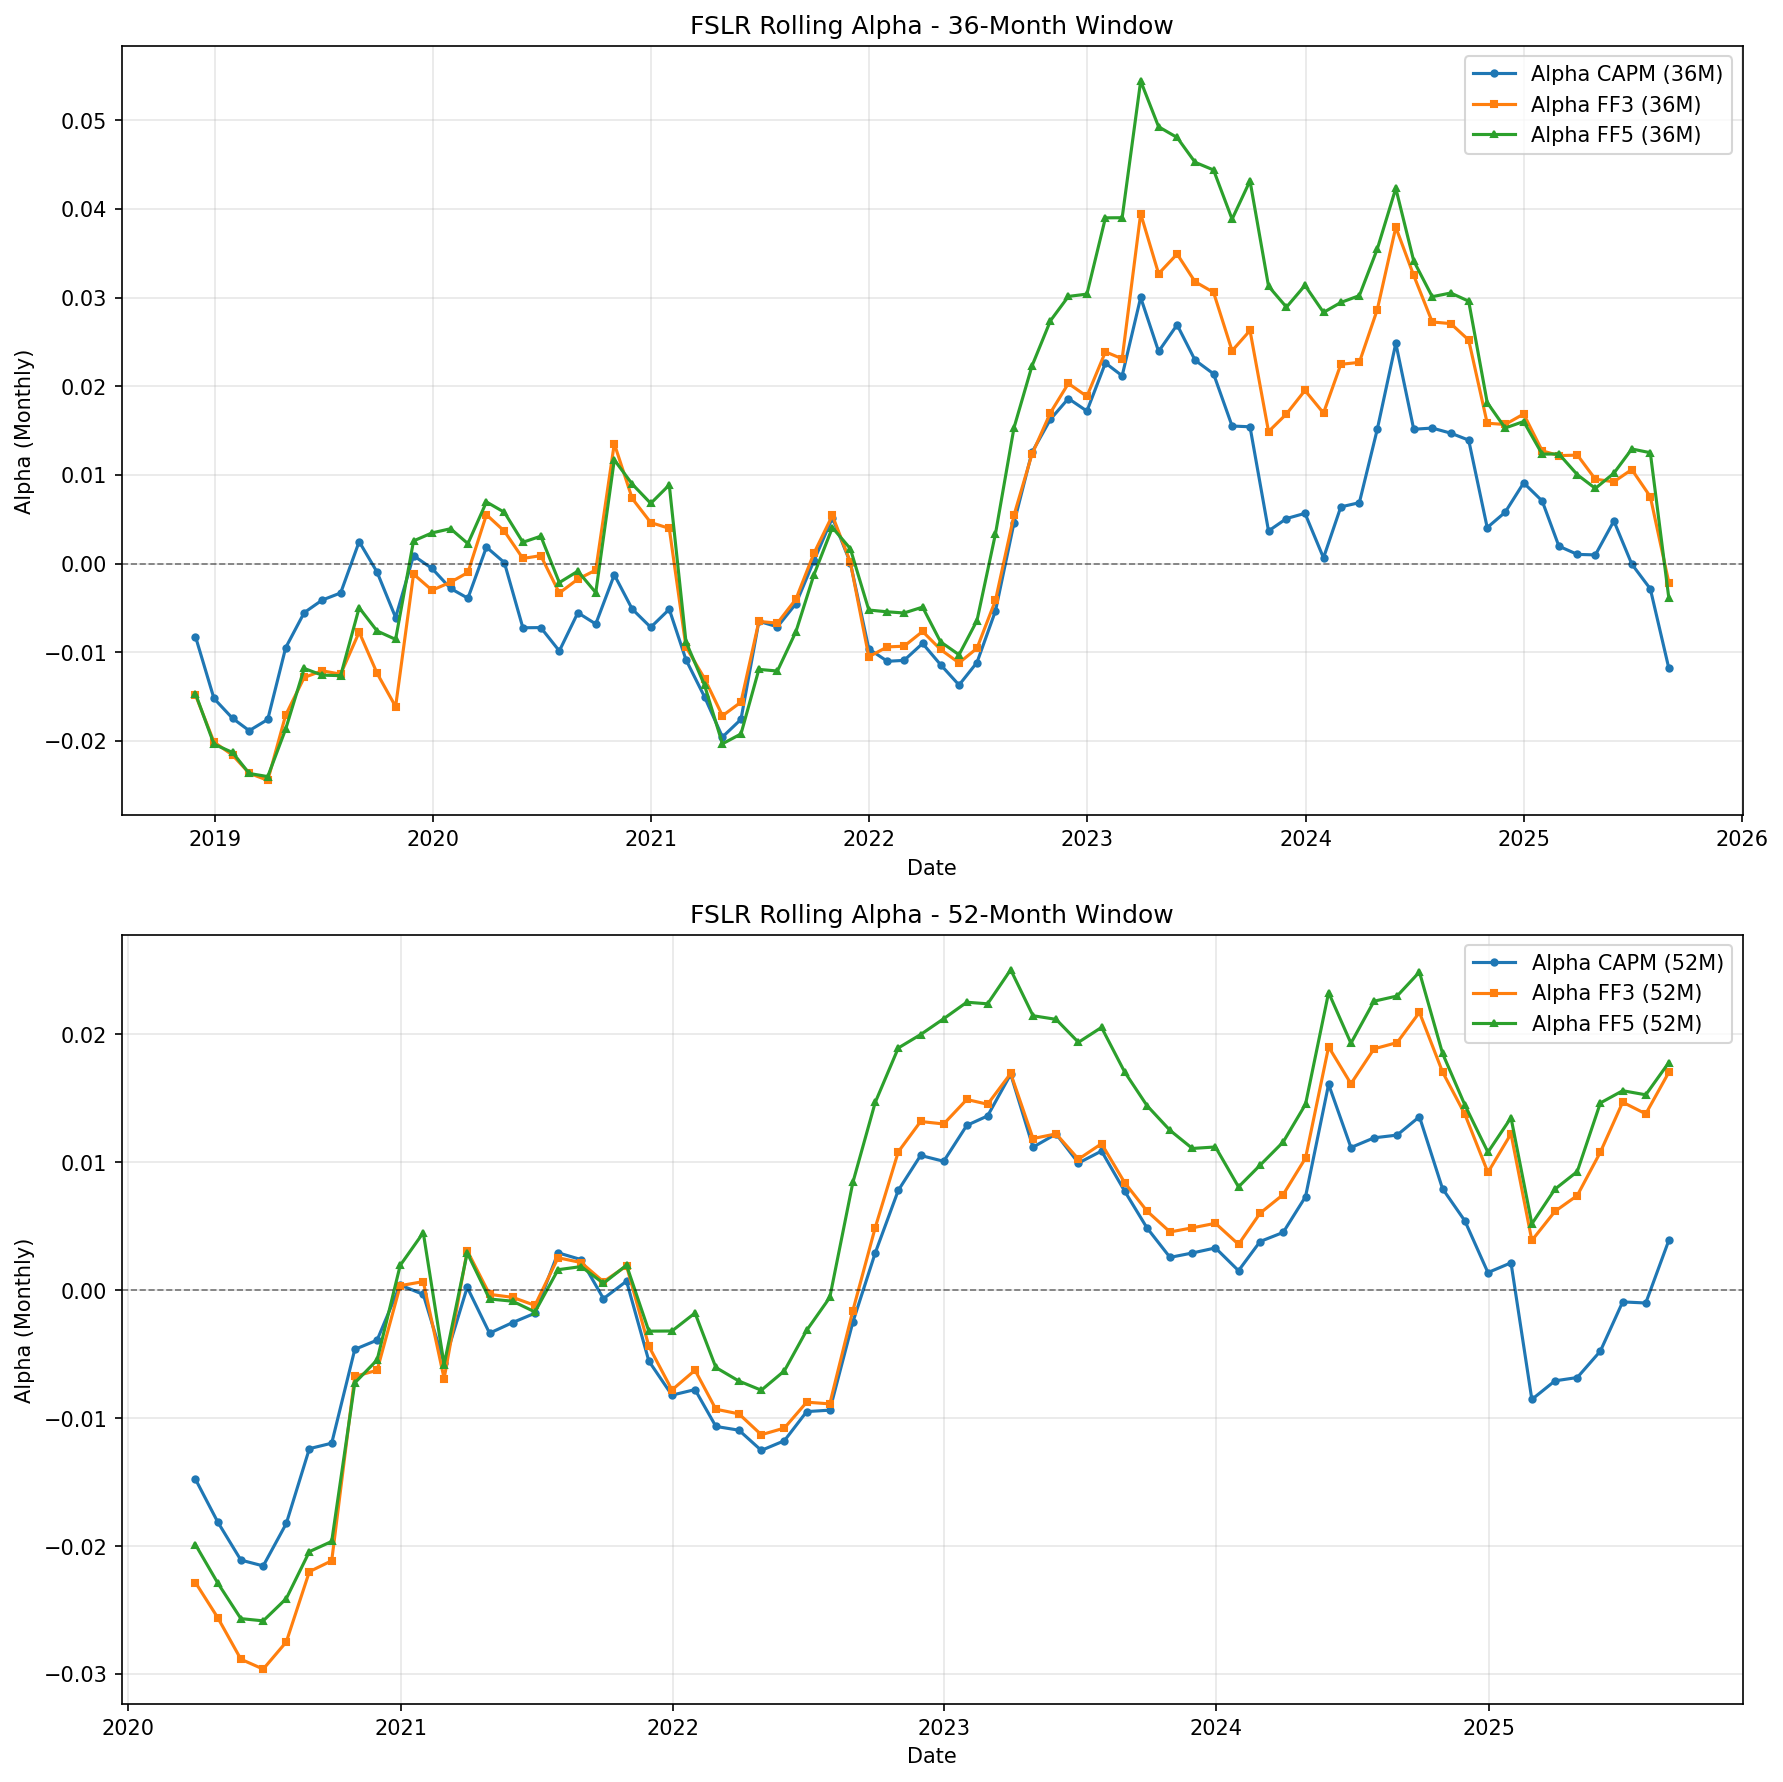 FSLR Rolling Alpha - 36-Month Window
Alpha CAPM (36M)
Alpha FF3 (36M)
Alpha FF5 (36M)
Alpha (Monthly)
0.05
0.04
0.03
0.02
0.01
0.00
−0.01
−0.02
2019 2020 2021 2022 2023 2024 2025 2026
Date
FSLR Rolling Alpha - 52-Month Window
Alpha CAPM (52M)
Alpha FF3 (52M)
Alpha FF5 (52M)
Alpha (Monthly)
0.02
0.01
0.00
−0.01
−0.02
−0.03
2020 2021 2022 2023 2024 2025
Date